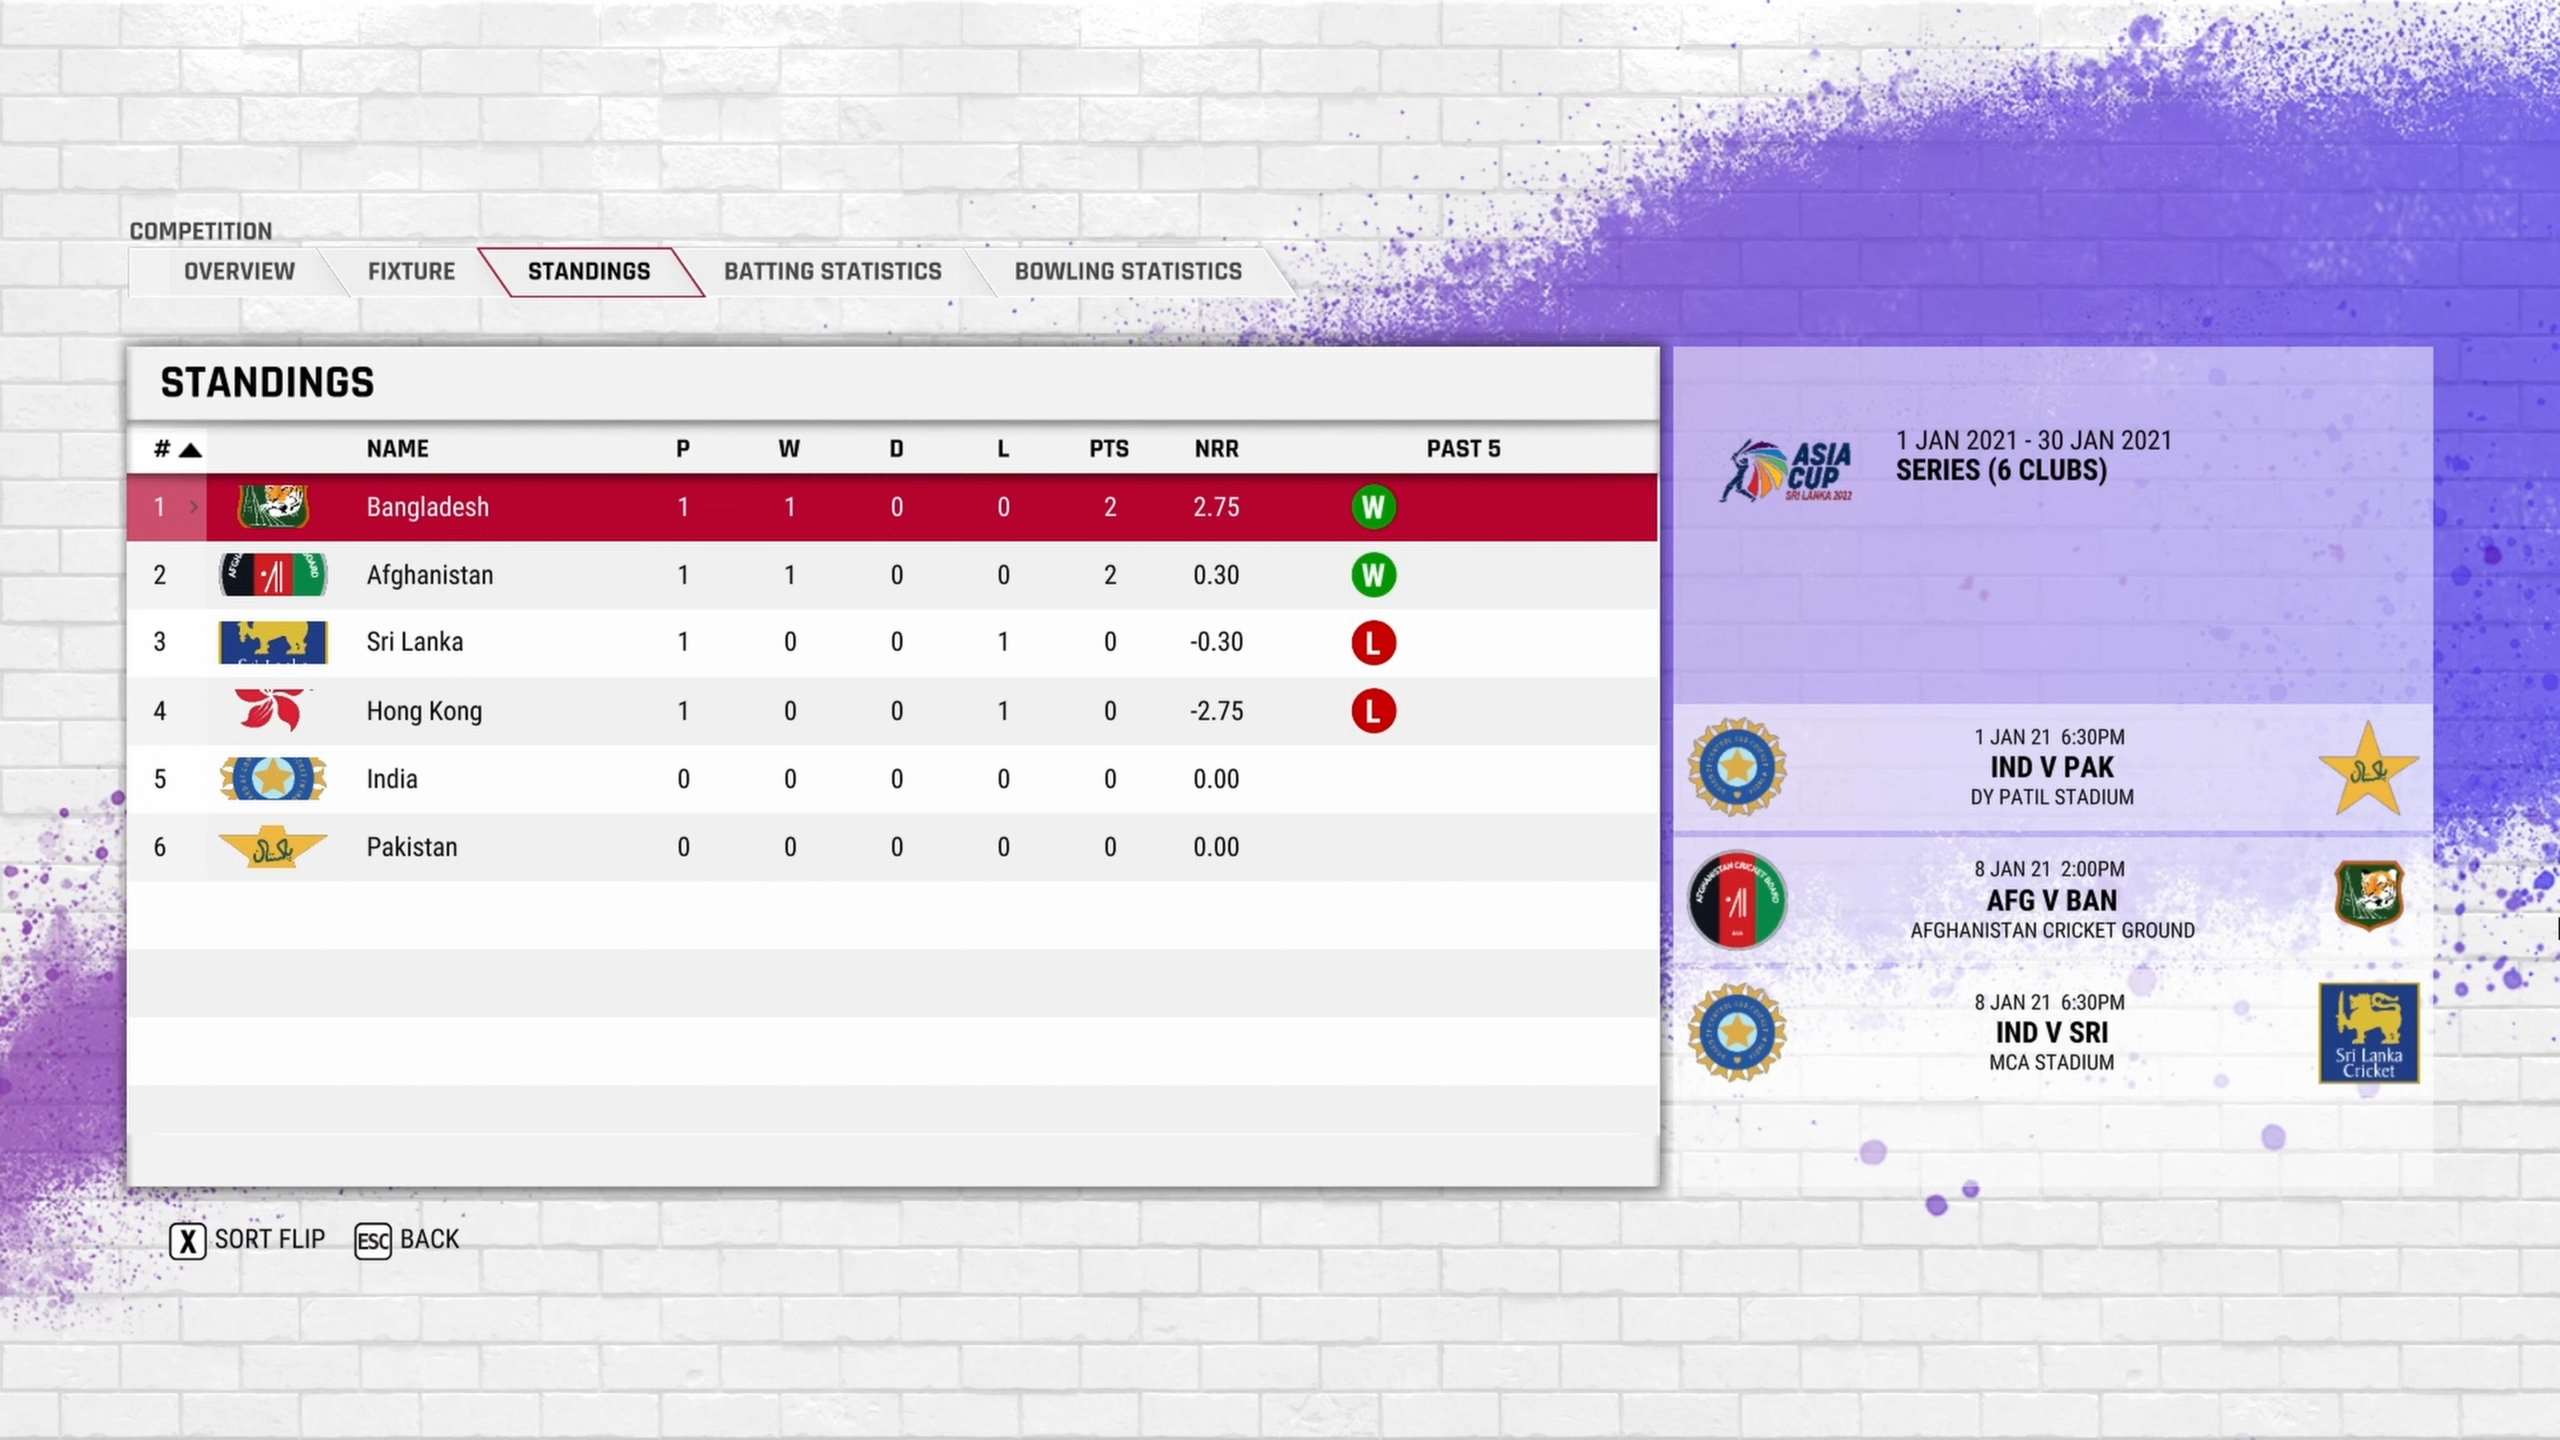 COMPETITION
OVERVIEW FIXTURE STANDINGS BATTING STATISTICS BOWLING STATISTICS
STANDINGS
# NAME P W D L PTS NRR PAST 5
1 Bangladesh 1 1 0 0 2 2.75 W
2 Afghanistan 1 1 0 0 2 0.30 W
3 Sri Lanka 1 0 0 1 0 -0.30 L
4 Hong Kong 1 0 0 1 0 -2.75 L
5 India 0 0 0 0 0 0.00
6 Pakistan 0 0 0 0 0 0.00
ASIA
CUP
SRI LANKA 2022
1 JAN 2021 - 30 JAN 2021
SERIES (6 CLUBS)
1 JAN 21 6:30PM
IND V PAK
DY PATIL STADIUM
AFGHANISTAN CRICKET BOARD
8 JAN 21 2:00PM
AFG V BAN
AFGHANISTAN CRICKET GROUND
8 JAN 21 6:30PM
IND V SRI
MCA STADIUM
Sri Lanka
Cricket
X SORT FLIP ESC BACK